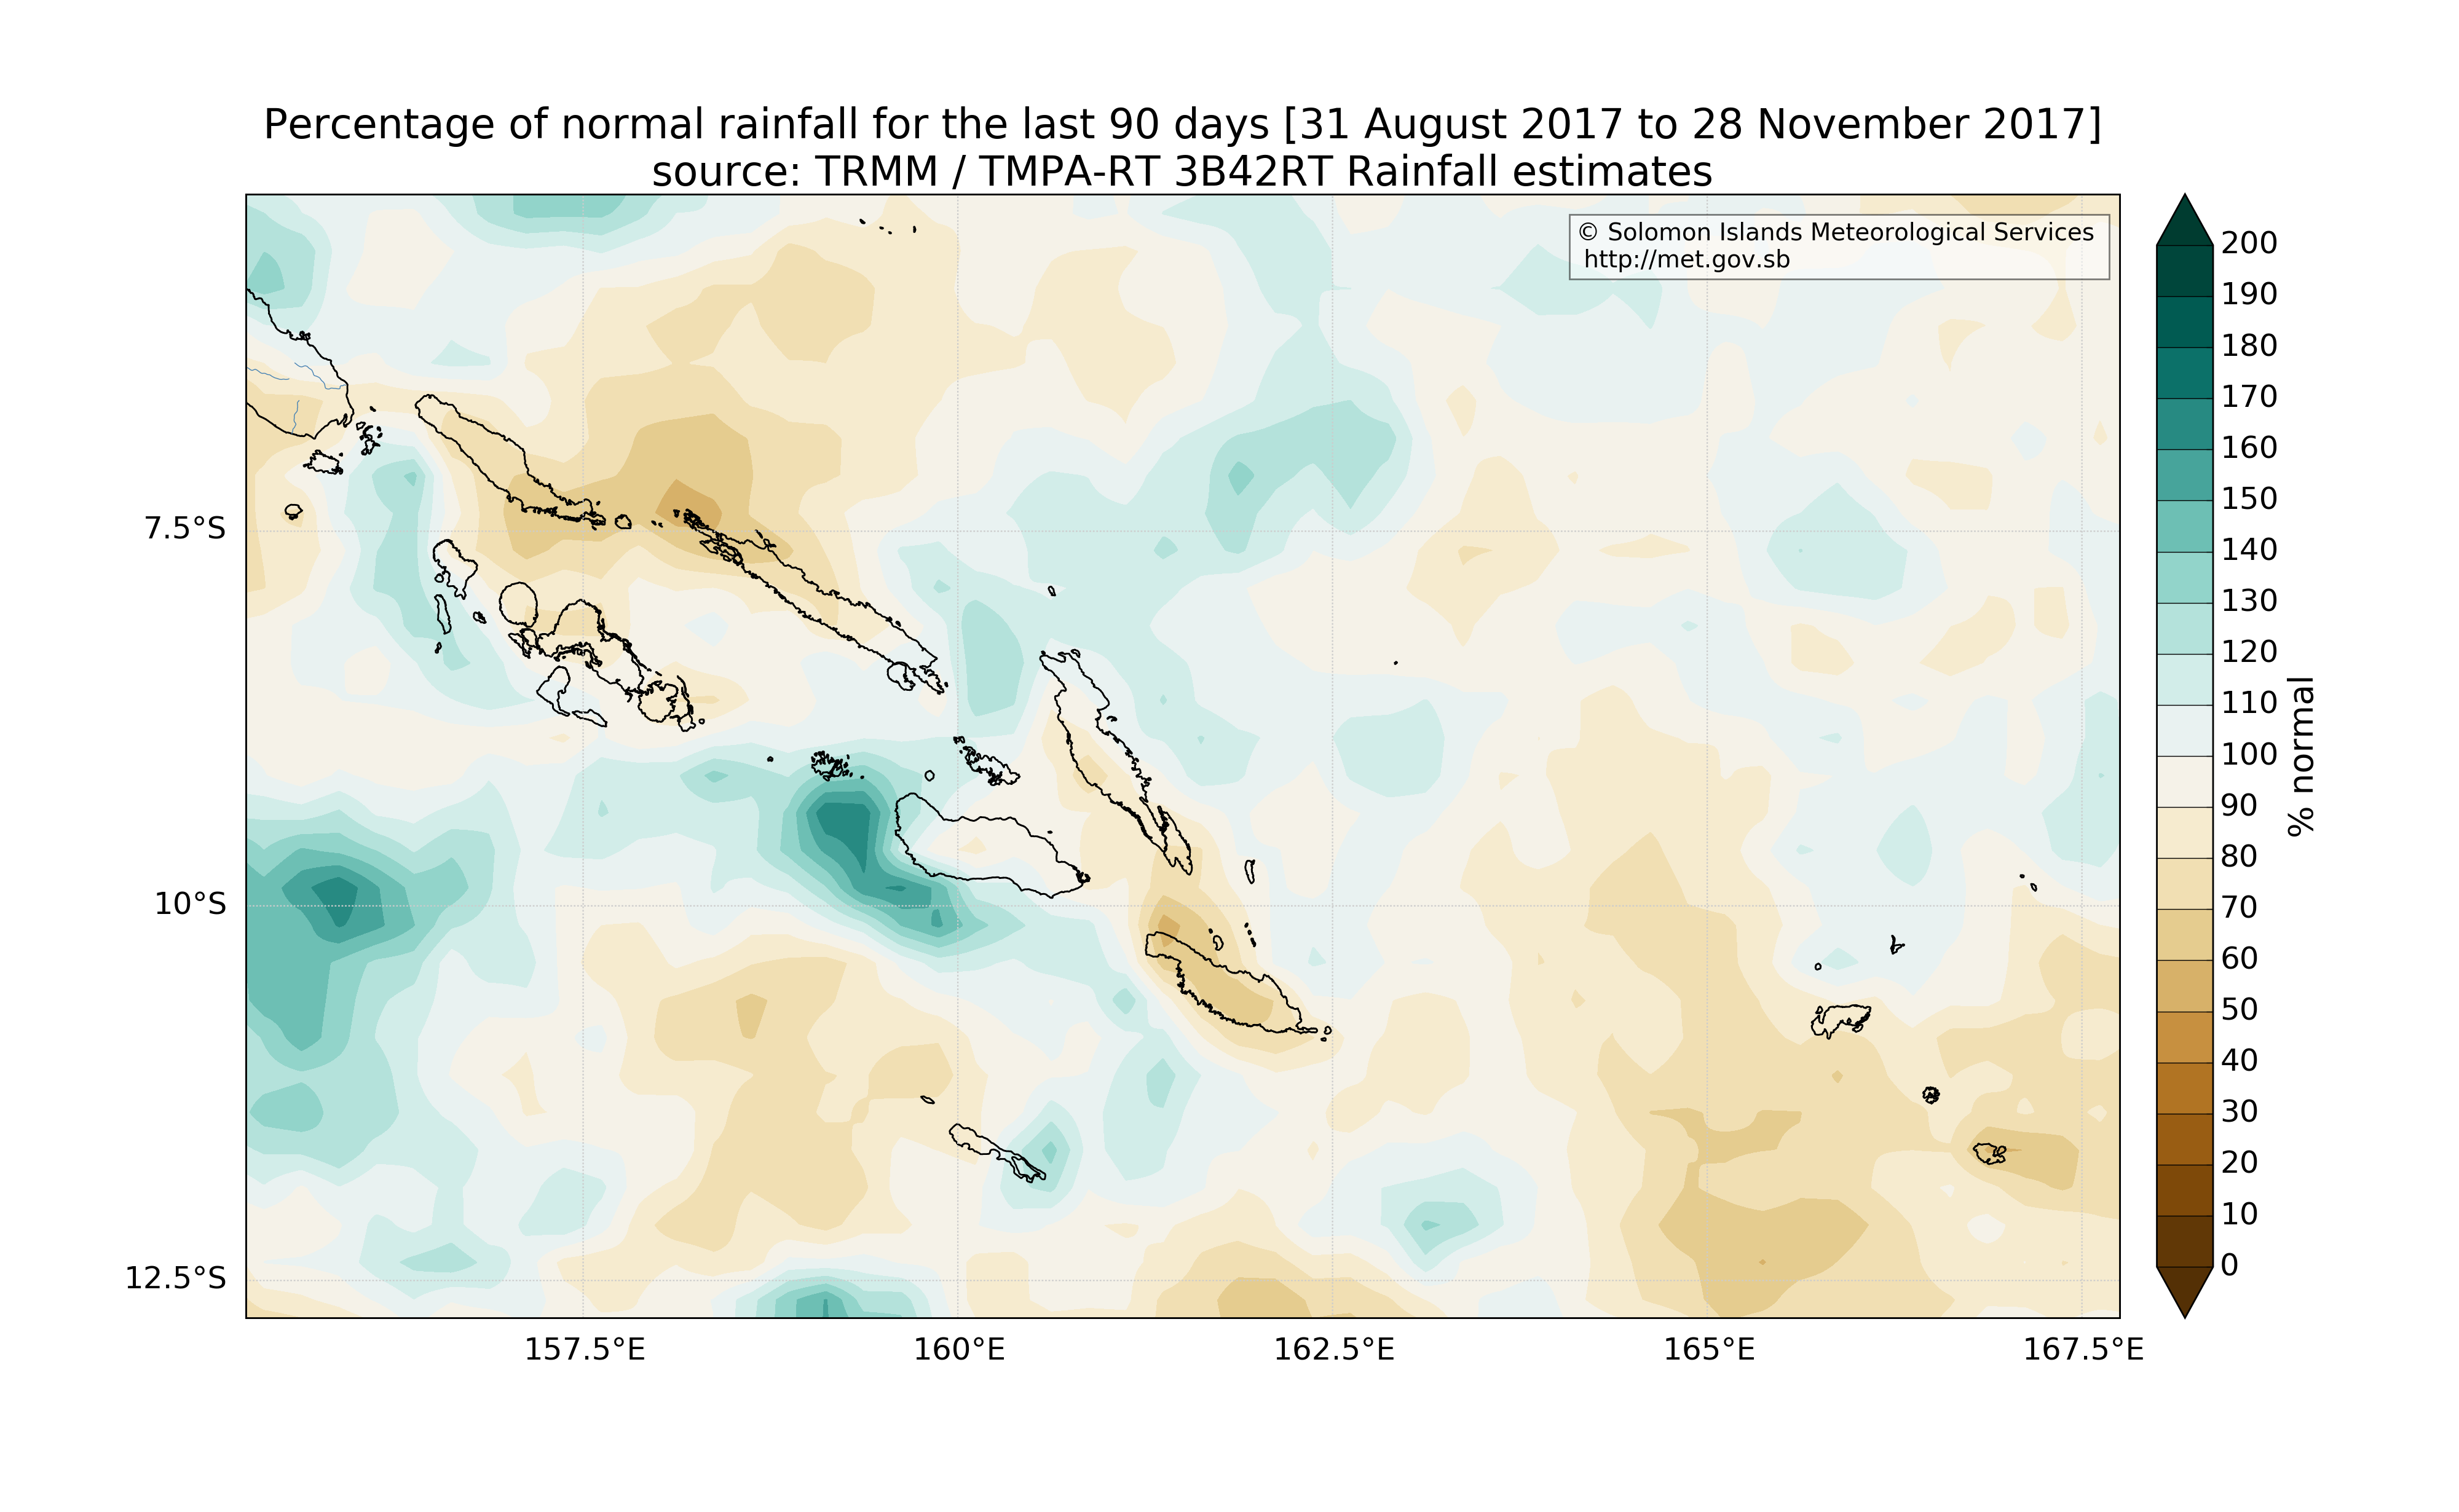 Percentage of normal rainfall for the last 90 days [31 August 2017 to 28 November 2017]
source: TRMM / TMPA-RT 3B42RT Rainfall estimates
© Solomon Islands Meteorological Services
http://met.gov.sb
7.5°S
10°S
12.5°S
157.5°E
160°E
162.5°E
165°E
167.5°E
200
190
180
170
160
150
140
130
120
110
100
90
80
70
60
50
40
30
20
10
0
% normal